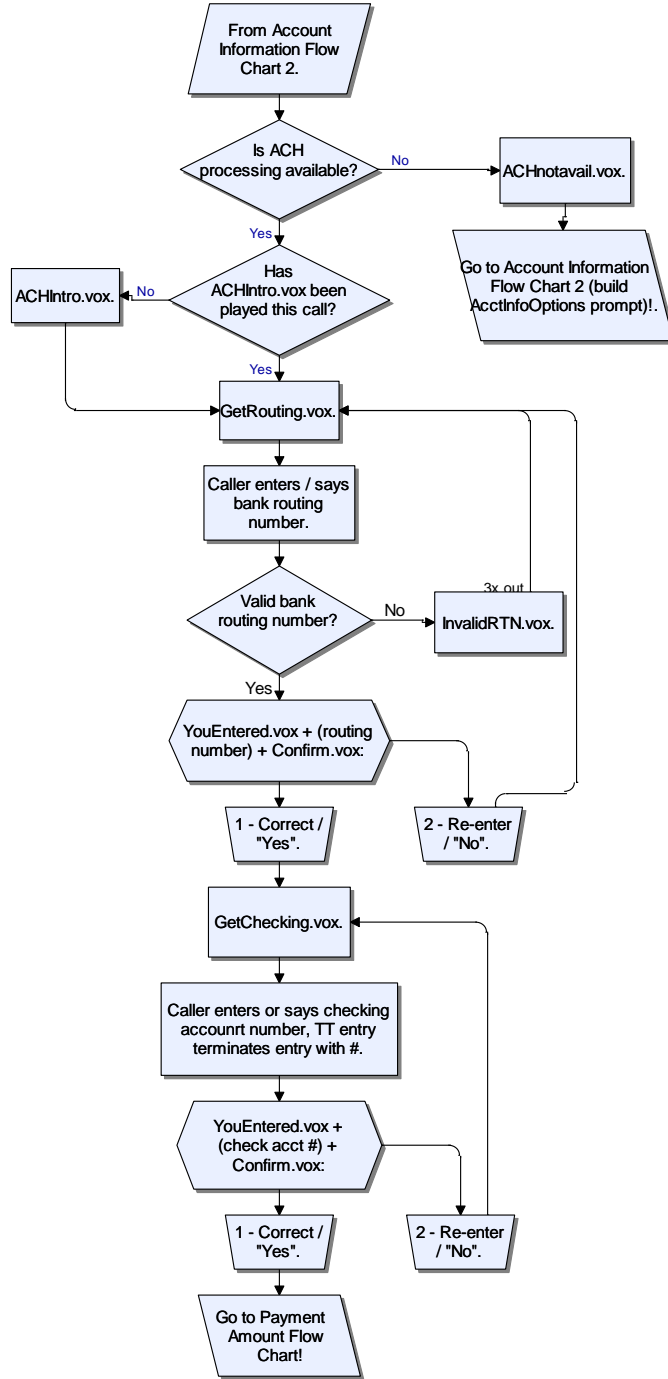 From Account
Information Flow
Chart 2.
Is ACH
processing available?
No
ACHnotavail.vox.
Yes
Go to Account Information
Flow Chart 2 (build
AcctInfoOptions prompt)!.
Has
ACHIntro.vox been
played this call?
No
ACHIntro.vox.
Yes
GetRouting.vox.
Caller enters / says
bank routing
number.
3x out
Valid bank
routing number?
No
InvalidRTN.vox.
Yes
YouEntered.vox + (routing
number) + Confirm.vox:
1 - Correct /
"Yes".
2 - Re-enter
/ "No".
GetChecking.vox.
Caller enters or says checking
accounrt number, TT entry
terminates entry with #.
YouEntered.vox +
(check acct #) +
Confirm.vox:
1 - Correct /
"Yes".
2 - Re-enter
/ "No".
Go to Payment
Amount Flow
Chart!